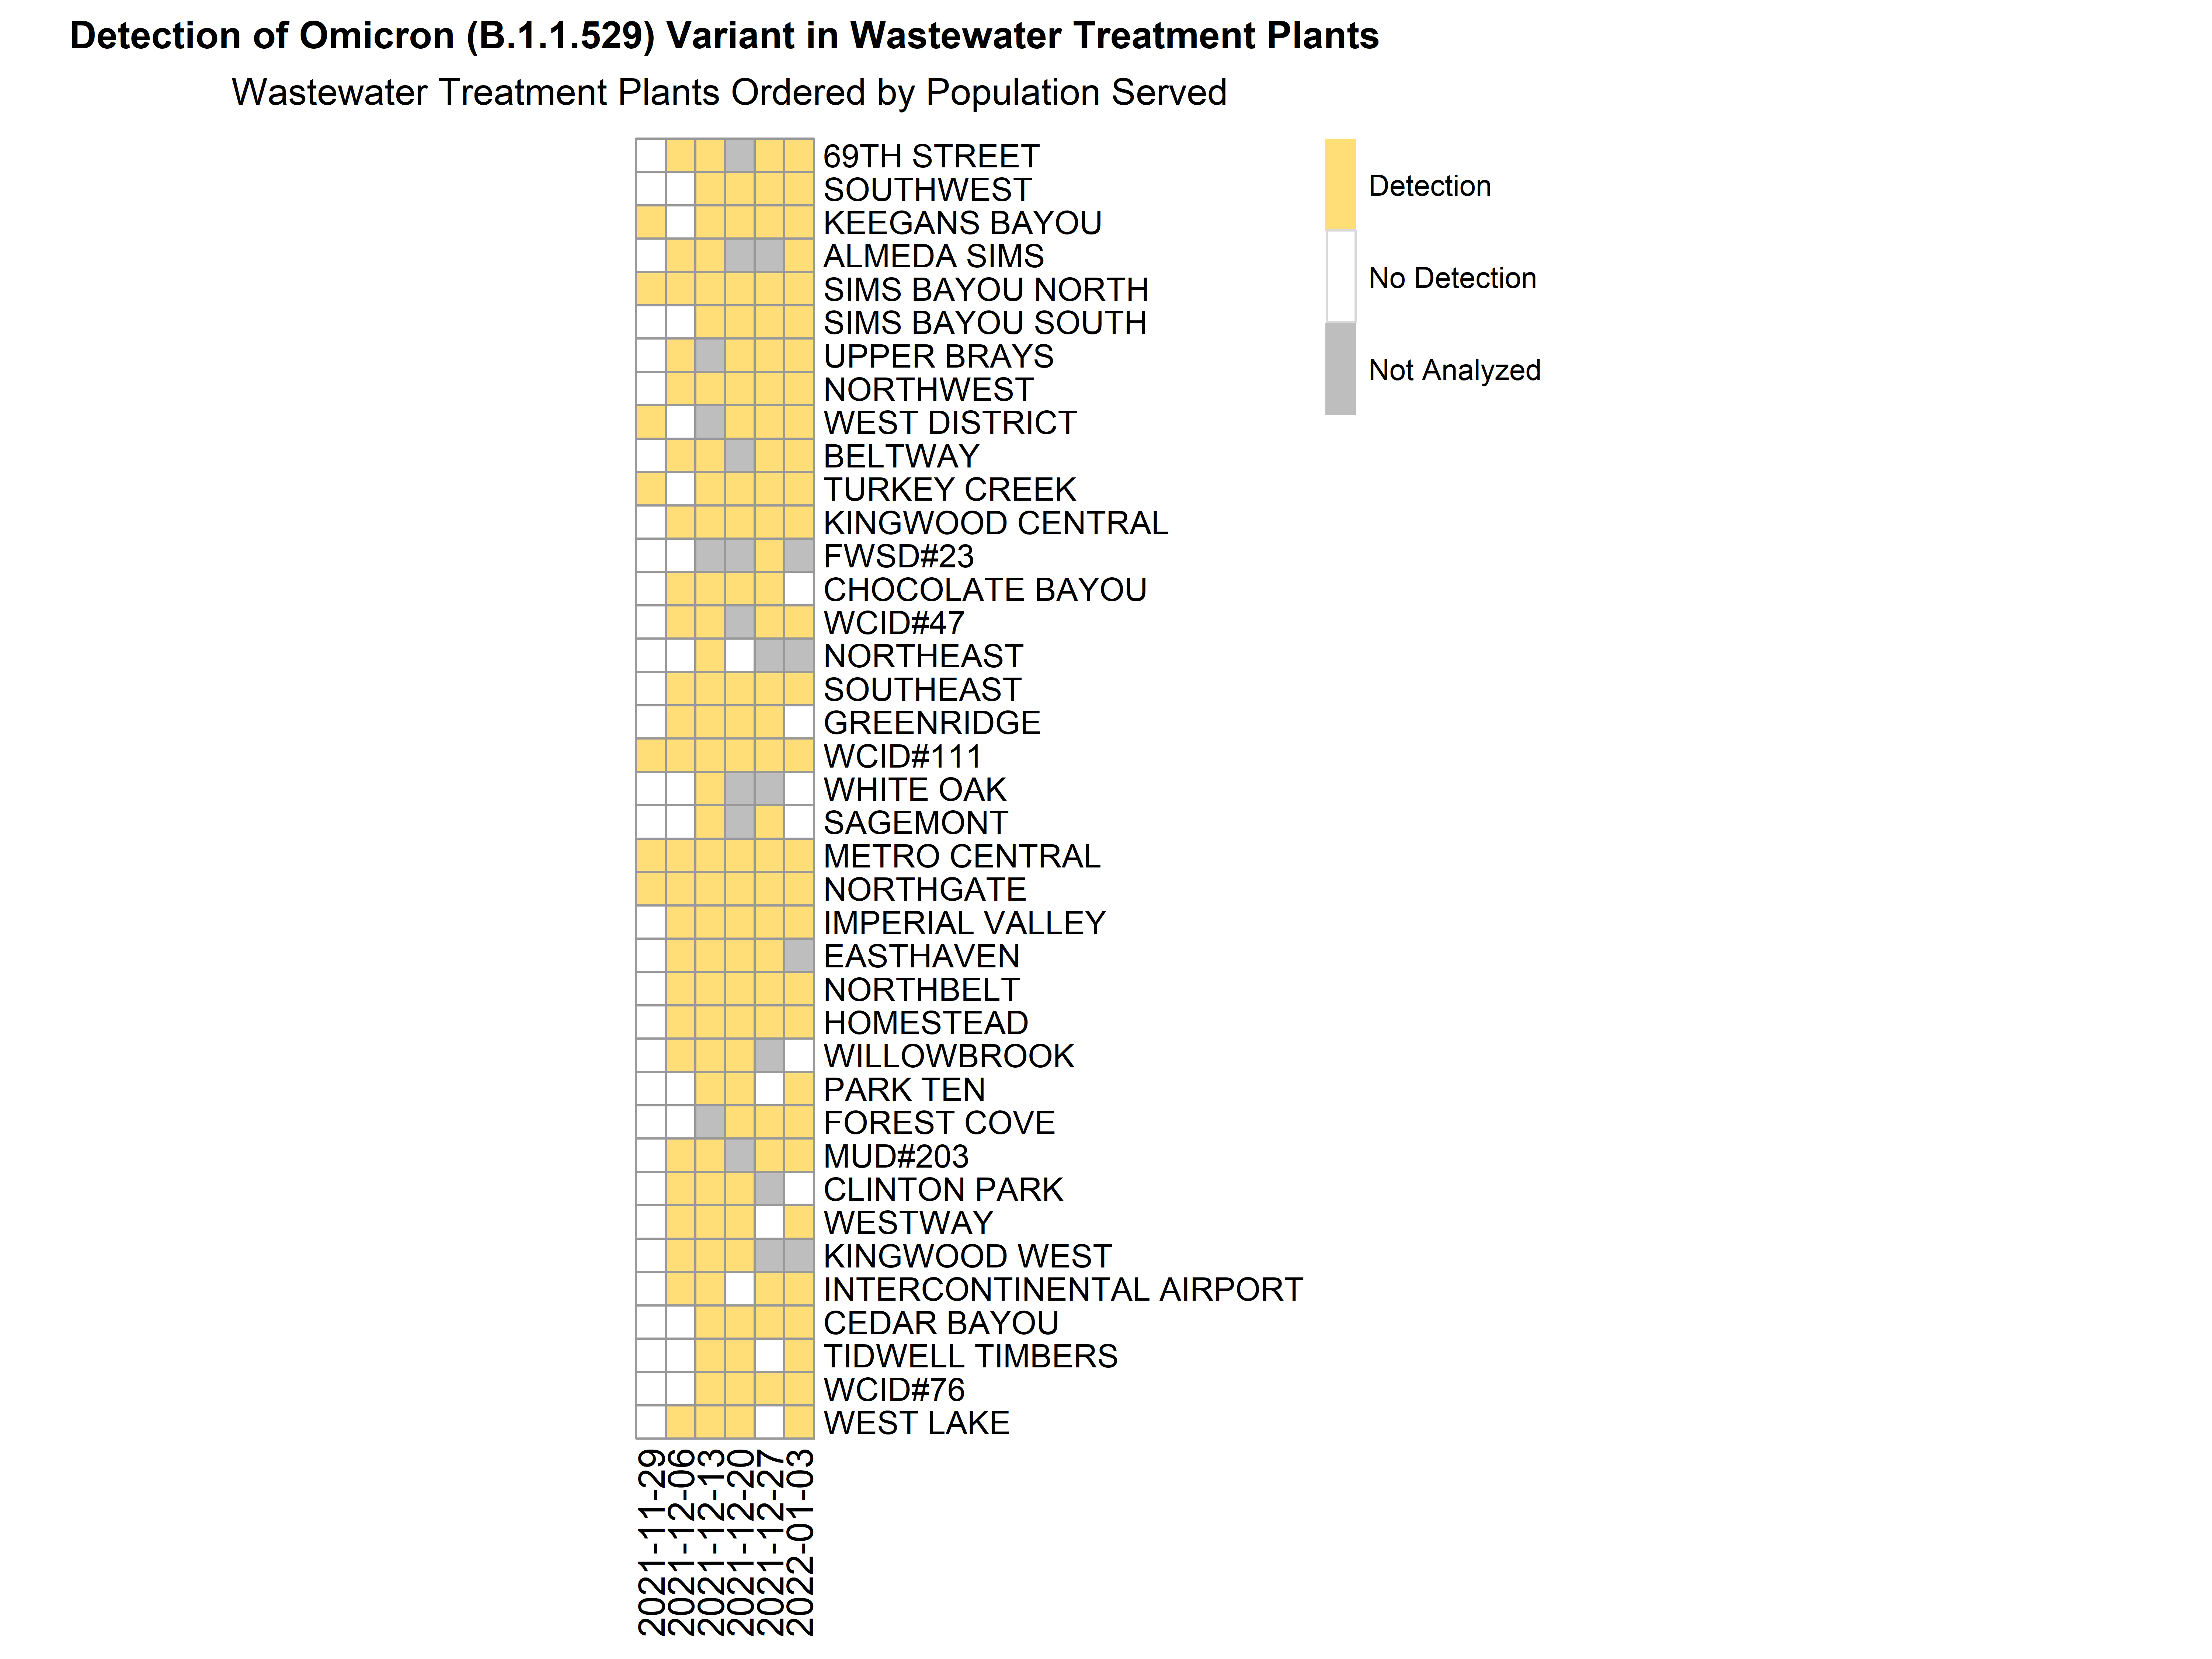 Detection of Omicron (B.1.1.529) Variant in Wastewater Treatment Plants
Wastewater Treatment Plants Ordered by Population Served
69TH STREET
SOUTHWEST
KEEGANS BAYOU
ALMEDA SIMS
SIMS BAYOU NORTH
SIMS BAYOU SOUTH
UPPER BRAYS
NORTHWEST
WEST DISTRICT
BELTWAY
TURKEY CREEK
KINGWOOD CENTRAL
FWSD#23
CHOCOLATE BAYOU
WCID#47
NORTHEAST
SOUTHEAST
GREENRIDGE
WCID#111
WHITE OAK
SAGEMONT
METRO CENTRAL
NORTHGATE
IMPERIAL VALLEY
EASTHAVEN
NORTHBELT
HOMESTEAD
WILLOWBROOK
PARK TEN
FOREST COVE
MUD#203
CLINTON PARK
WESTWAY
KINGWOOD WEST
INTERCONTINENTAL AIRPORT
CEDAR BAYOU
TIDWELL TIMBERS
WCID#76
WEST LAKE
2021-11-29
2021-12-06
2021-12-13
2021-12-20
2021-12-27
2022-01-03
Detection
No Detection
Not Analyzed